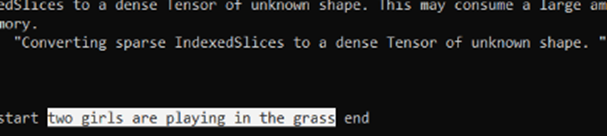 edSlices to a dense Tensor of unknown shape. This may consume a large am
mory.
"Converting sparse IndexedSlices to a dense Tensor of unknown shape. "
start two girls are playing in the grass end